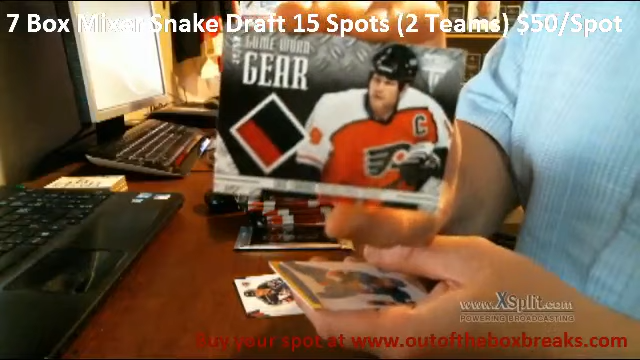 7 Box Mixer Snake Draft 15 Spots (2 Teams) $50/Spot
GAME WORN
GEAR
C
www.XSplit.com
POWERING BROADCASTING
Buy your spot at www.outoftheboxbreaks.com